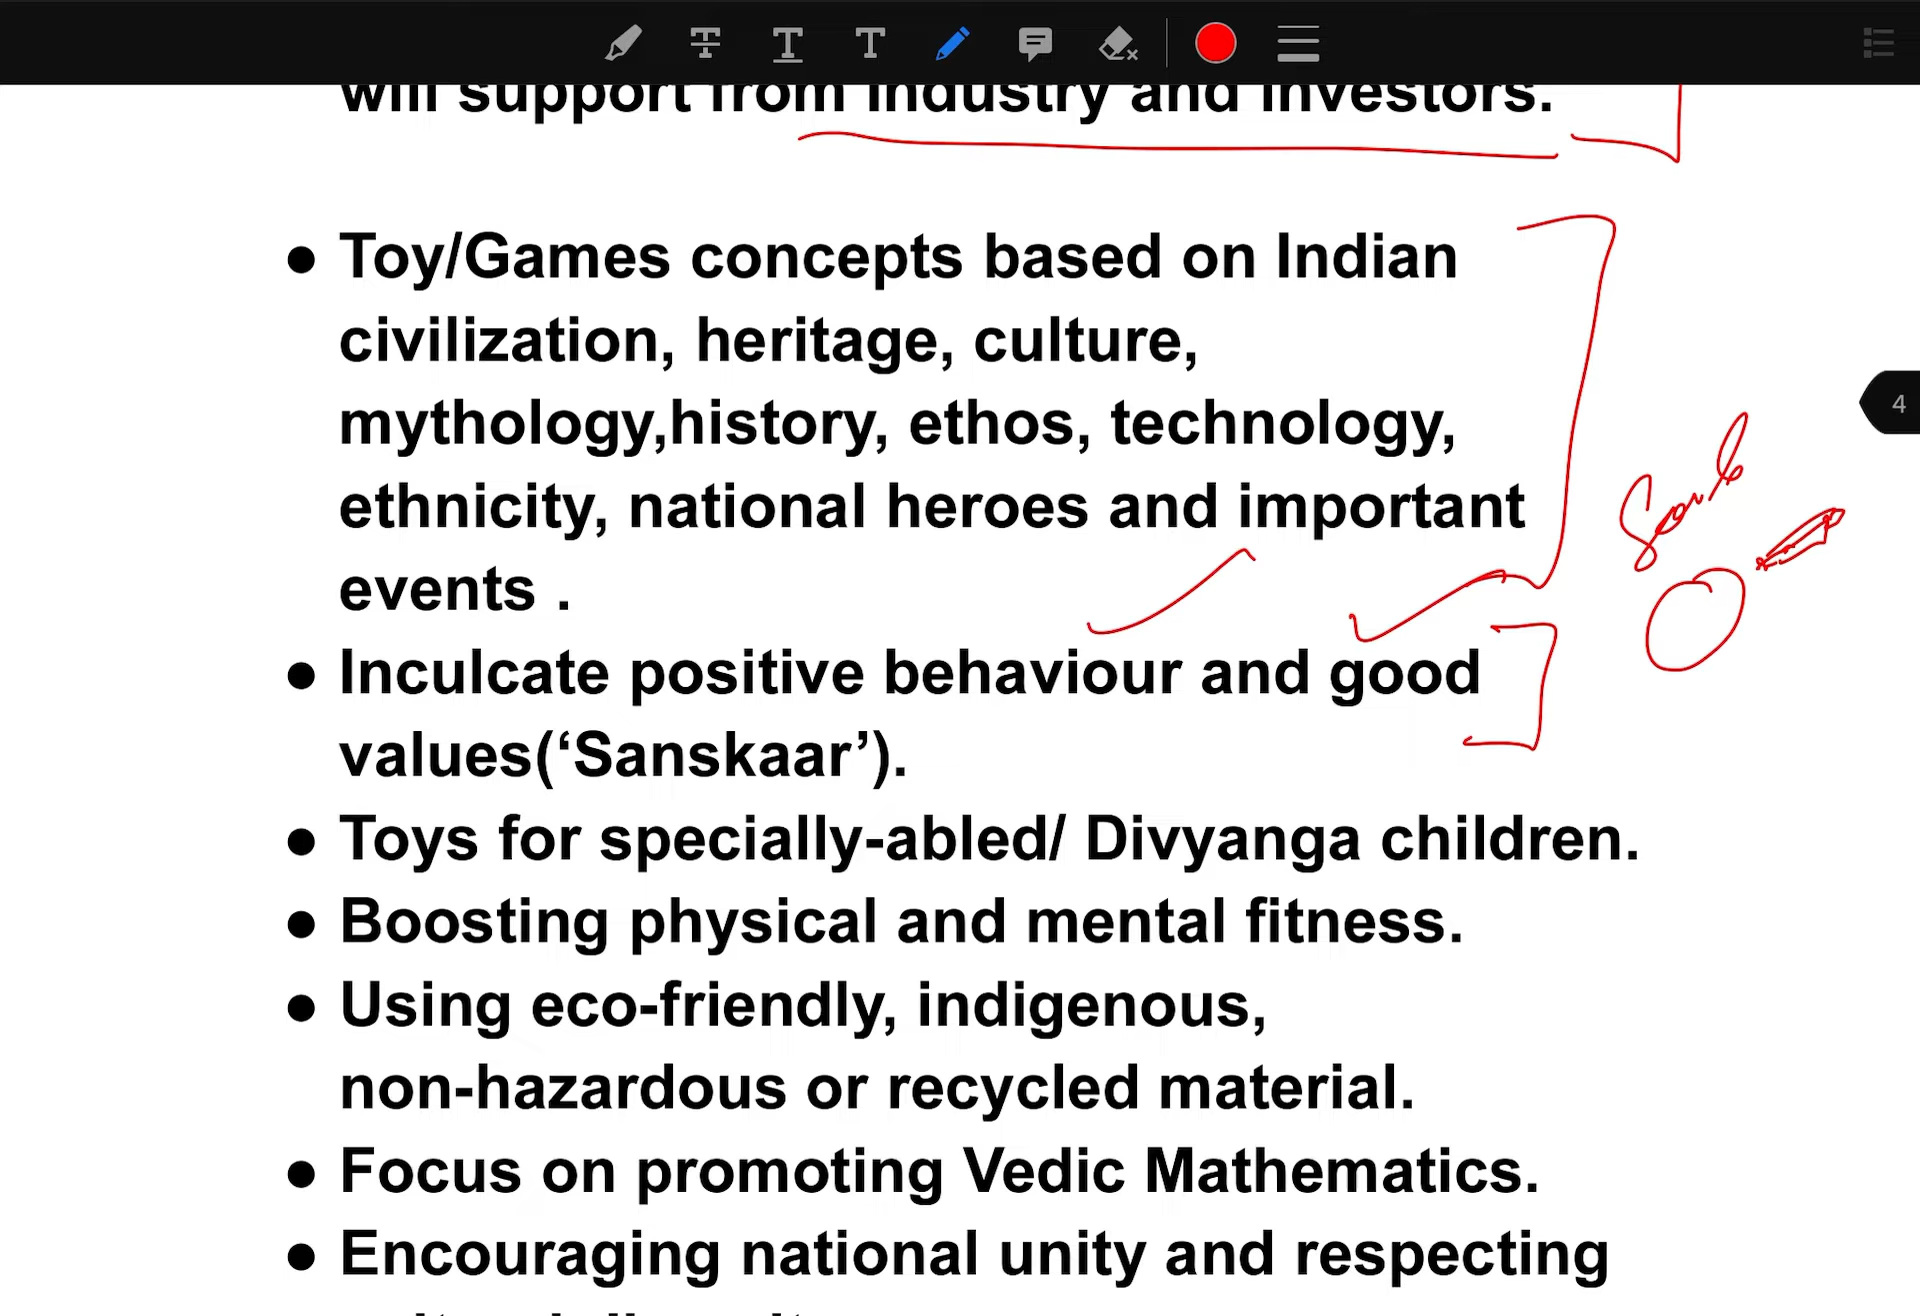 will support from industry and investors.
● Toy/Games concepts based on Indian
civilization, heritage, culture,
mythology,history, ethos, technology,
ethnicity, national heroes and important
events .
● Inculcate positive behaviour and good
values(‘Sanskaar’).
● Toys for specially-abled/ Divyanga children.
● Boosting physical and mental fitness.
● Using eco-friendly, indigenous,
non-hazardous or recycled material.
● Focus on promoting Vedic Mathematics.
● Encouraging national unity and respecting
4